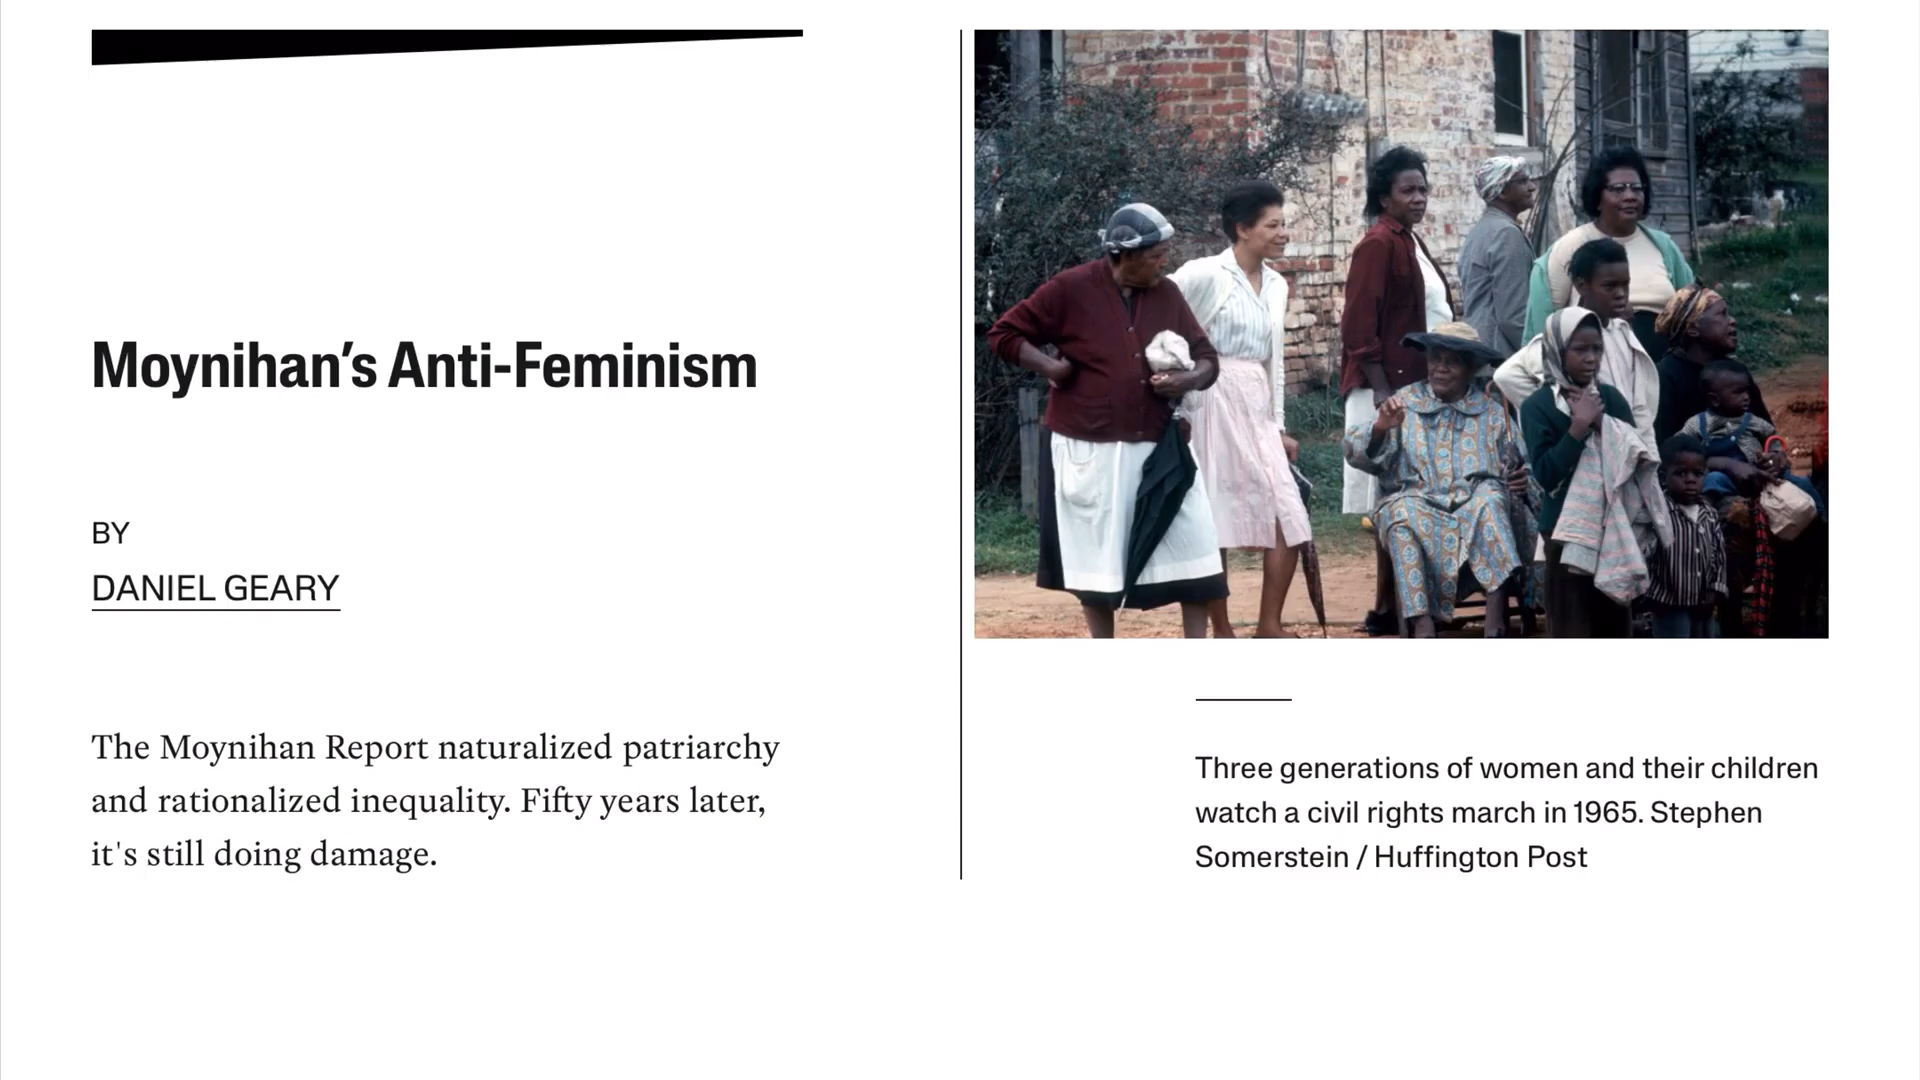 Moynihan’s Anti-Feminism
BY
DANIEL GEARY
The Moynihan Report naturalized patriarchy
and rationalized inequality. Fifty years later,
it's still doing damage.
Three generations of women and their children
watch a civil rights march in 1965. Stephen
Somerstein / Huffington Post